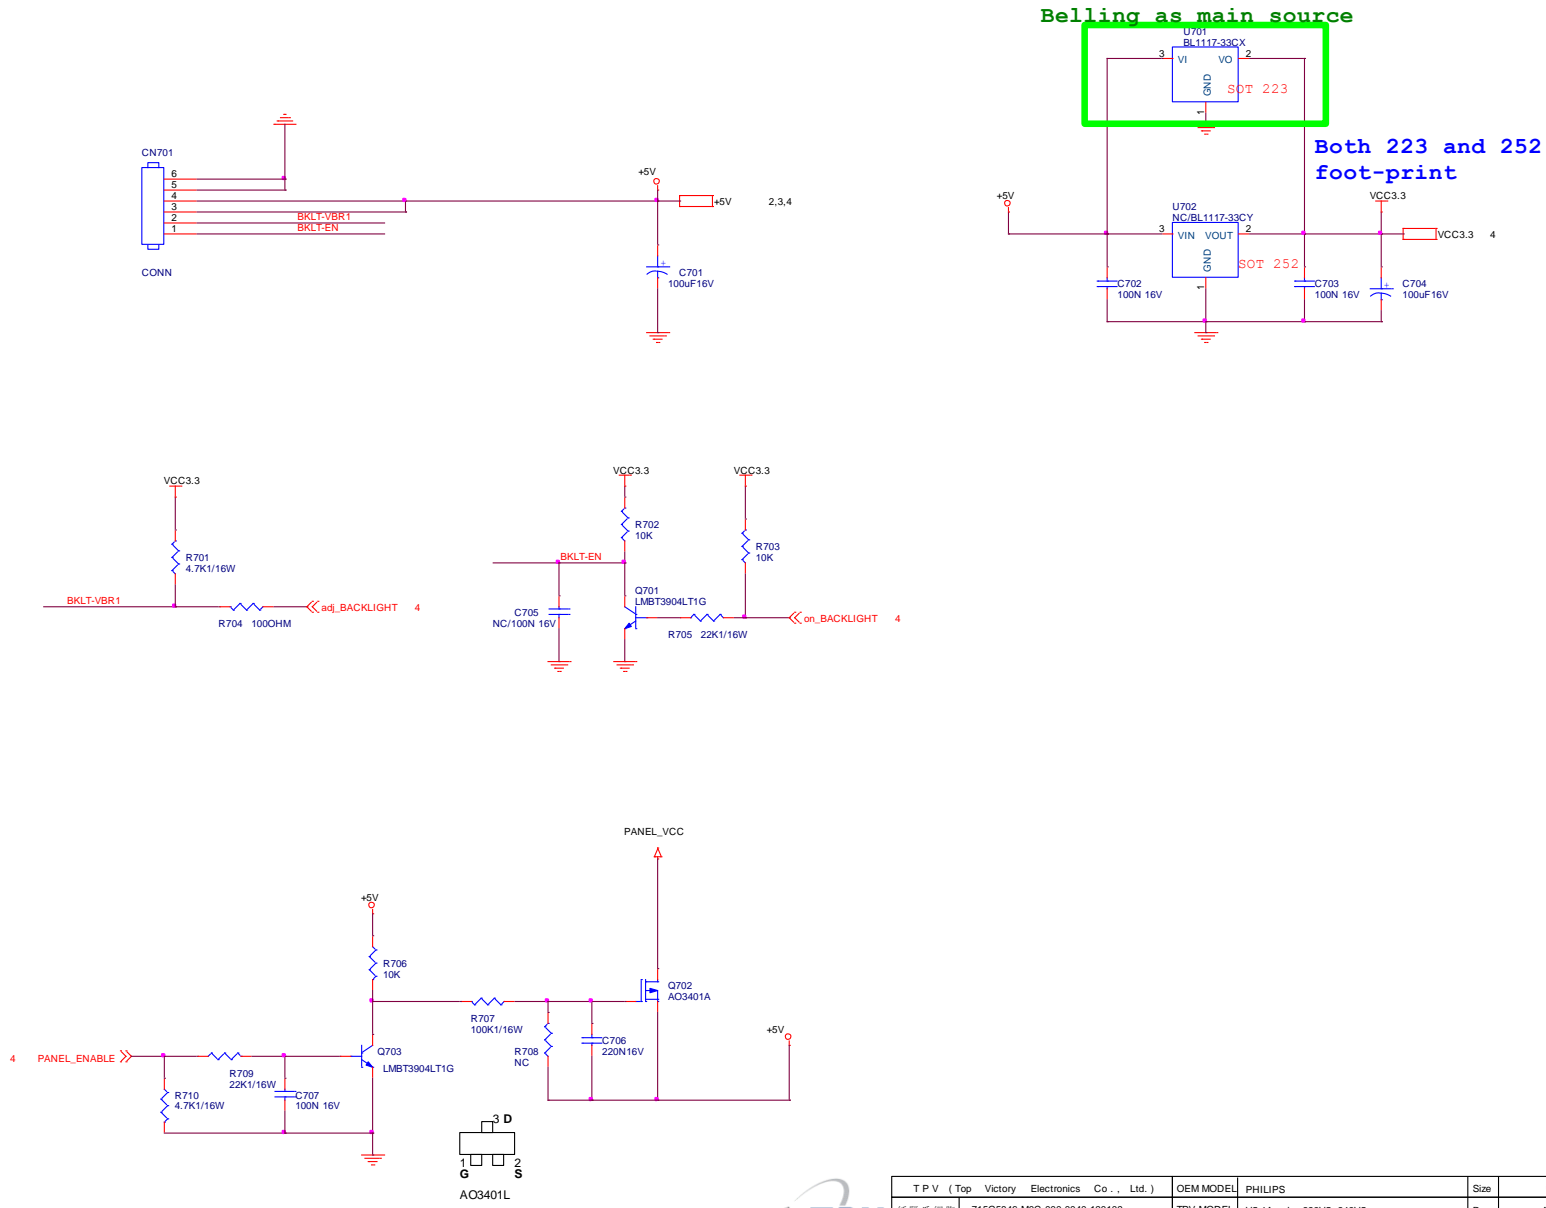 Belling as main source
U701
BL1117-33CX
3 VI VO 2
GND
SOT 223
1
Both 223 and 252
foot-print
CN701
6
5
4
3
2
1
BKLT-VBR1
BKLT-EN
CONN
+5V
+5V 2,3,4
C701
100uF16V
+5V
U702
NC/BL1117-33CY
3 VIN VOUT 2
GND
SOT 252
1
VCC3.3
VCC3.3 4
C702
100N 16V
C703
100N 16V
C704
100uF16V
VCC3.3
R701
4.7K1/16W
BKLT-VBR1
R704 100OHM
adj_BACKLIGHT 4
VCC3.3
R702
10K
VCC3.3
R703
10K
BKLT-EN
Q701
LMBT3904LT1G
C705
NC/100N 16V
R705 22K1/16W
on_BACKLIGHT 4
PANEL_VCC
+5V
R706
10K
Q702
AO3401A
R707
100K1/16W
R708
NC
C706
220N16V
+5V
4 PANEL_ENABLE
Q703
LMBT3904LT1G
R709
22K1/16W
R710
4.7K1/16W
C707
100N 16V
3 D
1 2
G S
AO3401L
T P V ( Top Victory Electronics Co . , Ltd. ) OEM MODEL PHILIPS Size